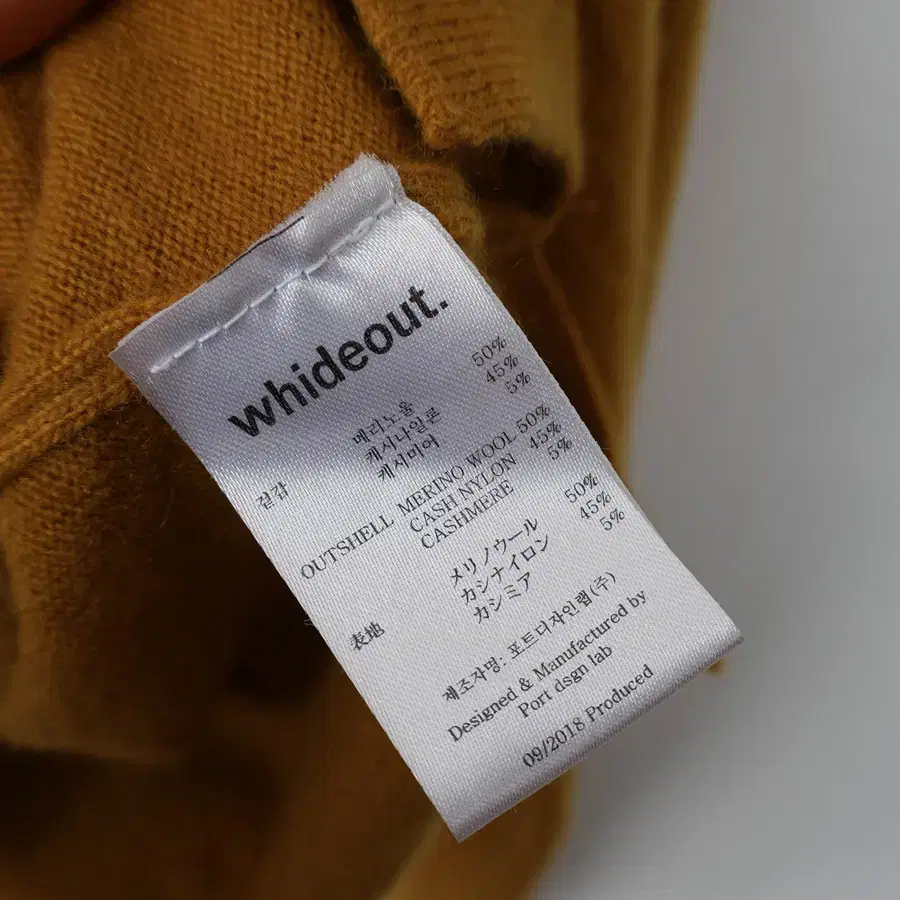 whideout.
겉감 메리노울 50%
캐시나일론 45%
캐시미어 5%
OUTSHELL MERINO WOOL 50%
CASH NYLON 45%
CASHMERE 5%
表地 メリノウール 50%
カシナイロン 45%
カシミア 5%
제조자명: 포트디자인랩(주)
Designed & Manufactured by
Port dsgn lab
09/2018 Produced